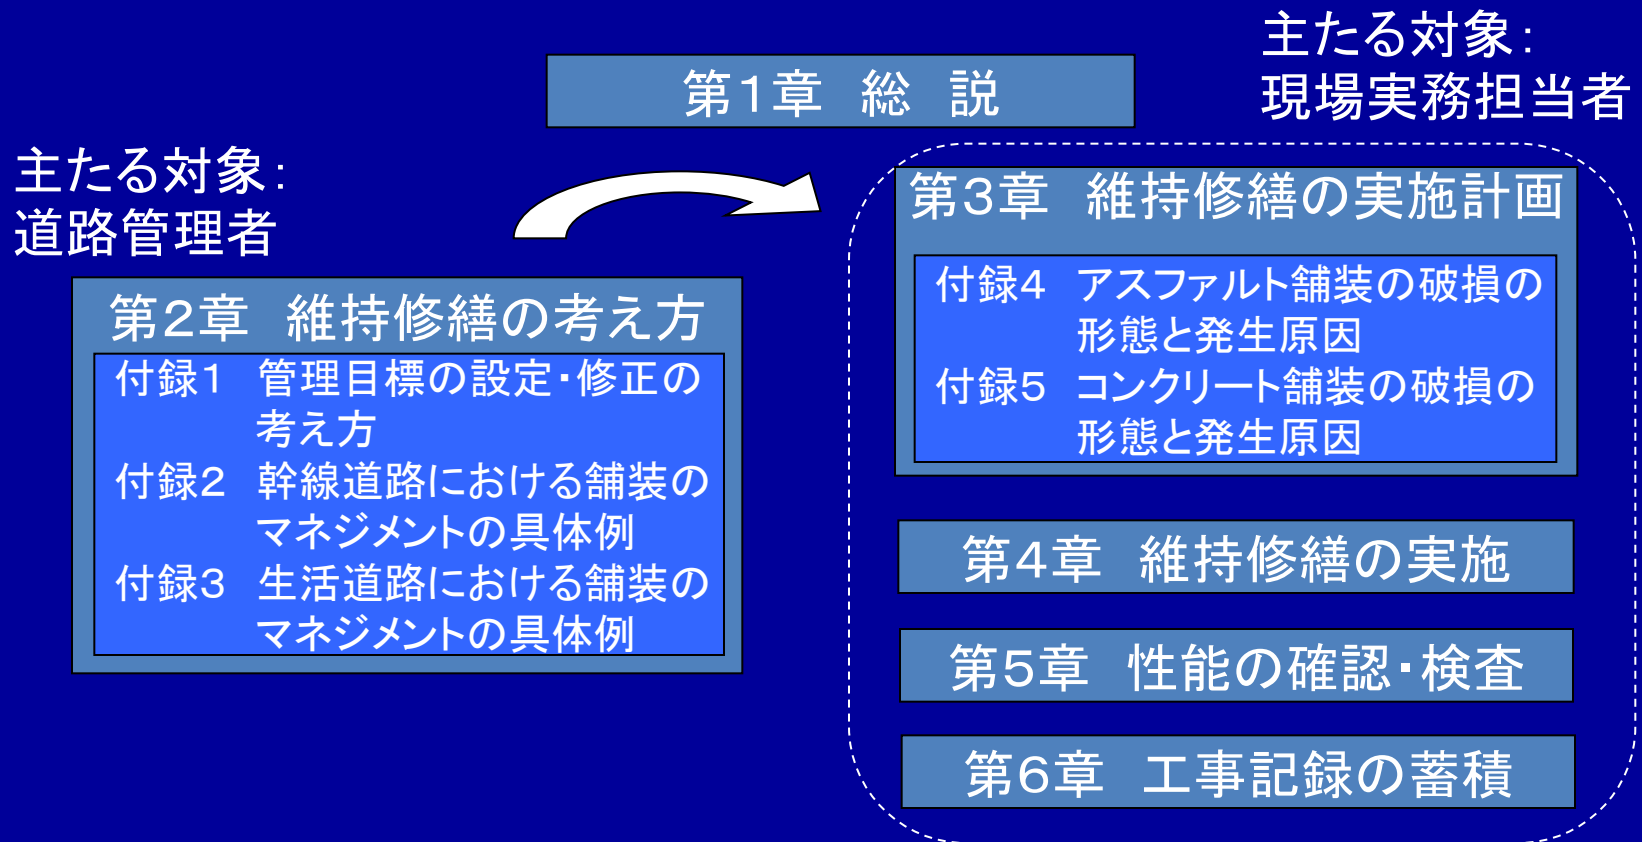 第1章　総　説
主たる対象：
道路管理者
第2章　維持修繕の考え方
付録1　管理目標の設定・修正の
考え方
付録2　幹線道路における舗装の
マネジメントの具体例
付録3　生活道路における舗装の
マネジメントの具体例
主たる対象：
現場実務担当者
第3章　維持修繕の実施計画
付録4　アスファルト舗装の破損の
形態と発生原因
付録5　コンクリート舗装の破損の
形態と発生原因
第4章　維持修繕の実施
第5章　性能の確認・検査
第6章　工事記録の蓄積